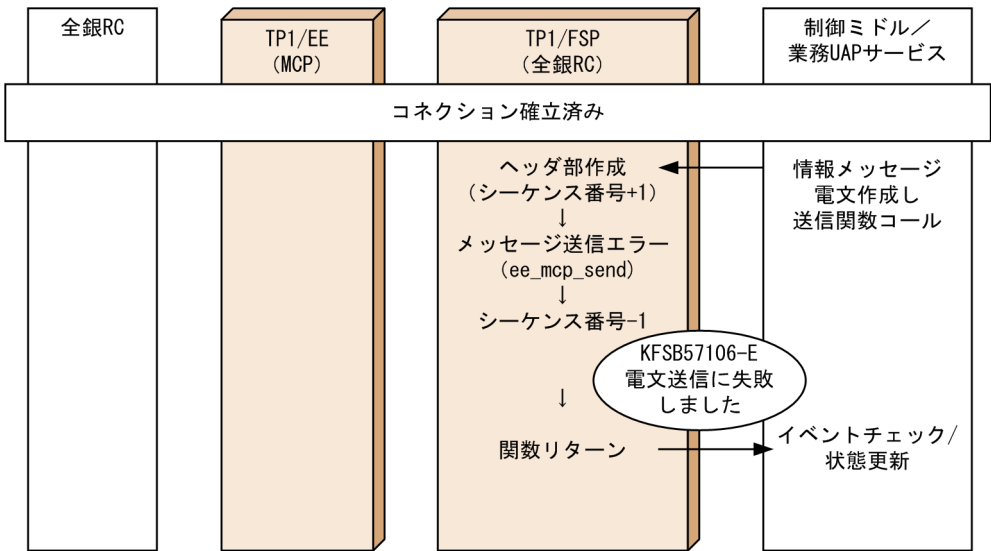 全銀RC
TP1/EE
(MCP)
TP1/FSP
(全銀RC)
制御ミドル／
業務UAPサービス
コネクション確立済み
ヘッダ部作成
(シーケンス番号+1)
↓
メッセージ送信エラー
(ee_mcp_send)
↓
シーケンス番号−1
↓
関数リターン
情報メッセージ
電文作成し
送信関数コール
KFSB57106−E
電文送信に失敗
しました
イベントチェック/
状態更新